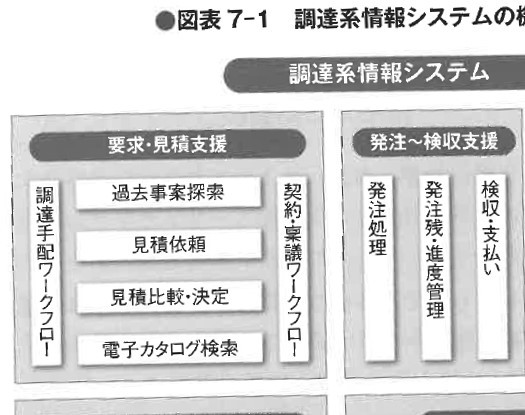 ●図表 7-1 調達系情報システムの
調達系情報システム
要求・見積支援
調達手配ワークフロー
過去事案探索
見積依頼
見積比較・決定
電子カタログ検索
契約・稟議ワークフロー
発注～検収支援
発注処理
発注残・進度管理
検収・支払い